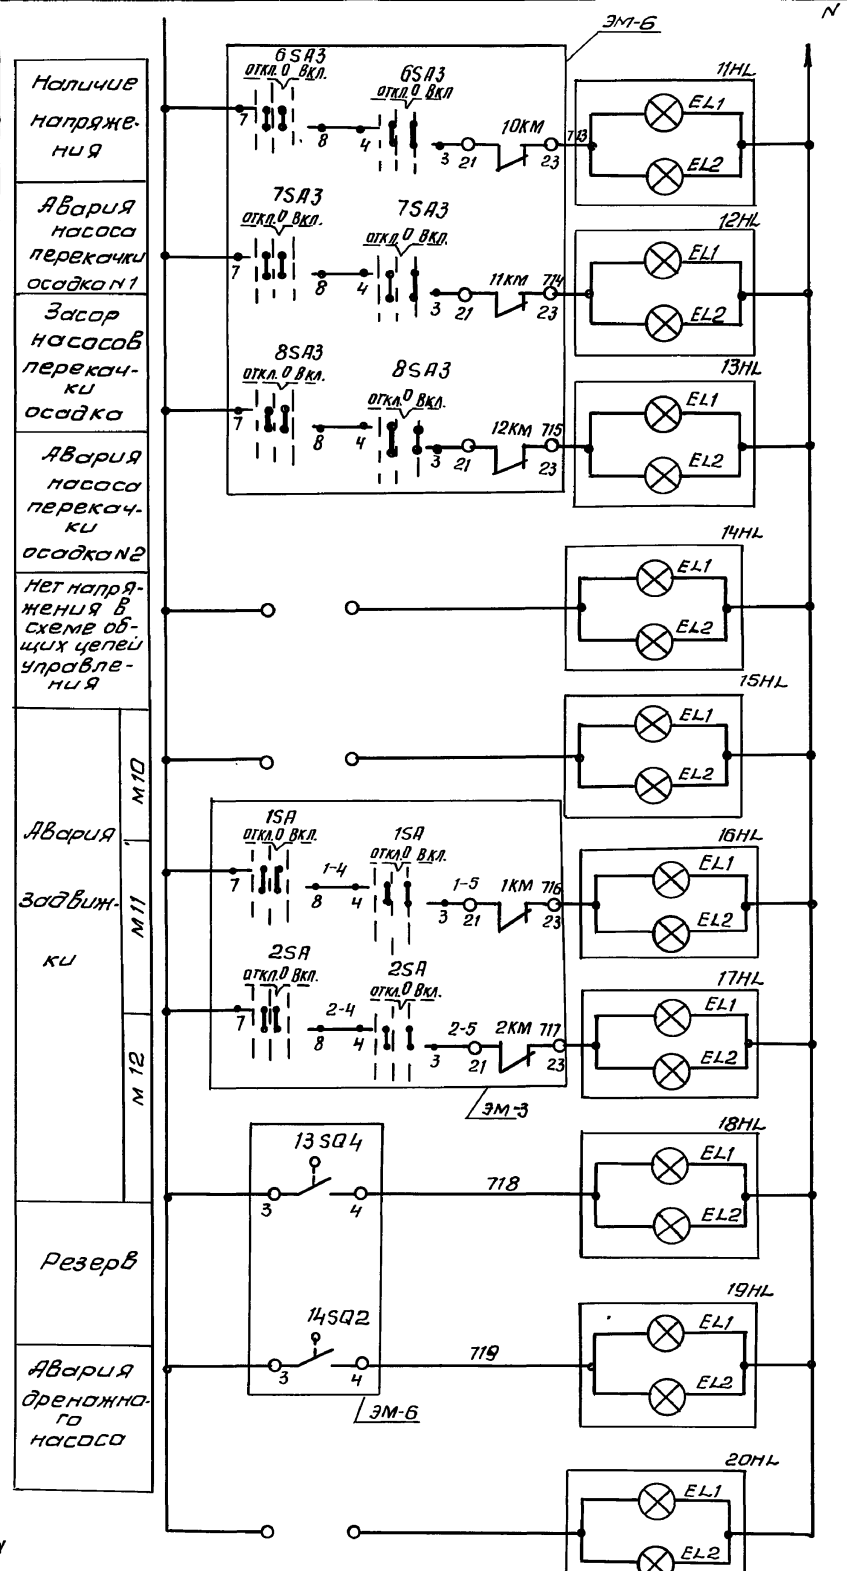 N
ЭМ-6
Наличие
напряже-
ния
Авария
насоса
перекачки
осадка N1
Засор
насосов
перекач-
ки
осадка
Авария
насоса
перекач-
ки
осадка N2
Нет напря-
жения в
схеме об-
щих цепей
управле-
ния
Авария
задвиж-
ки
М10
М11
М12
Резерв
Авария
дренажно-
го
насоса
6SA3
откл. 0 Вкл.
6SA3
откл. 0 Вкл
7
8
4
3
21
10КМ
23
713
11HL
EL1
EL2
7SA3
откл. 0 Вкл.
7SA3
откл. 0 Вкл.
7
8
4
3
21
11КМ
714
23
12HL
EL1
EL2
8SA3
откл. 0 Вкл.
8SA3
откл. 0 Вкл.
7
8
4
3
21
12КМ
715
23
13HL
EL1
EL2
14HL
EL1
EL2
15HL
EL1
EL2
1SA
откл. 0 Вкл.
1SA
откл. 0 Вкл.
7
1-4
8
4
3
1-5
21
1КМ
716
23
16HL
EL1
EL2
2SA
откл. 0 Вкл.
2SA
откл. 0 Вкл.
7
2-4
8
4
3
2-5
21
2КМ
717
23
17HL
EL1
EL2
ЭМ-3
13SQ4
3
4
718
18HL
EL1
EL2
14SQ2
3
4
719
19HL
EL1
EL2
ЭМ-6
20HL
EL1
EL2